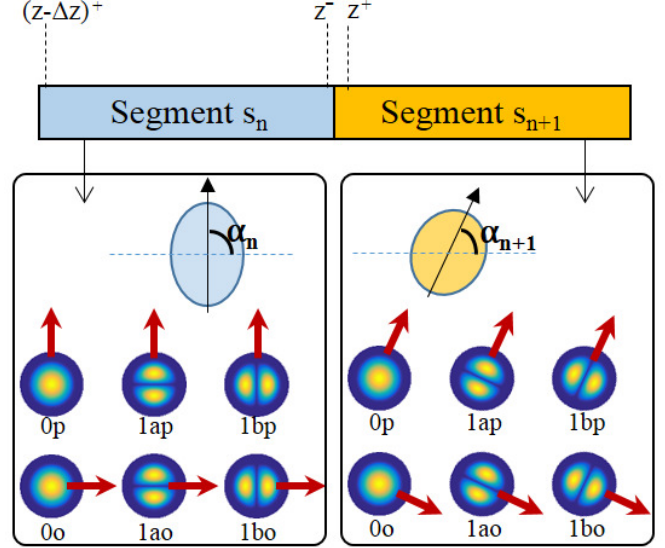 (z-Δz)⁺ z⁻ z⁺
Segment sₙ Segment sₙ₊₁
αₙ αₙ₊₁
0p 1ap 1bp 0p 1ap 1bp
0o 1ao 1bo 0o 1ao 1bo